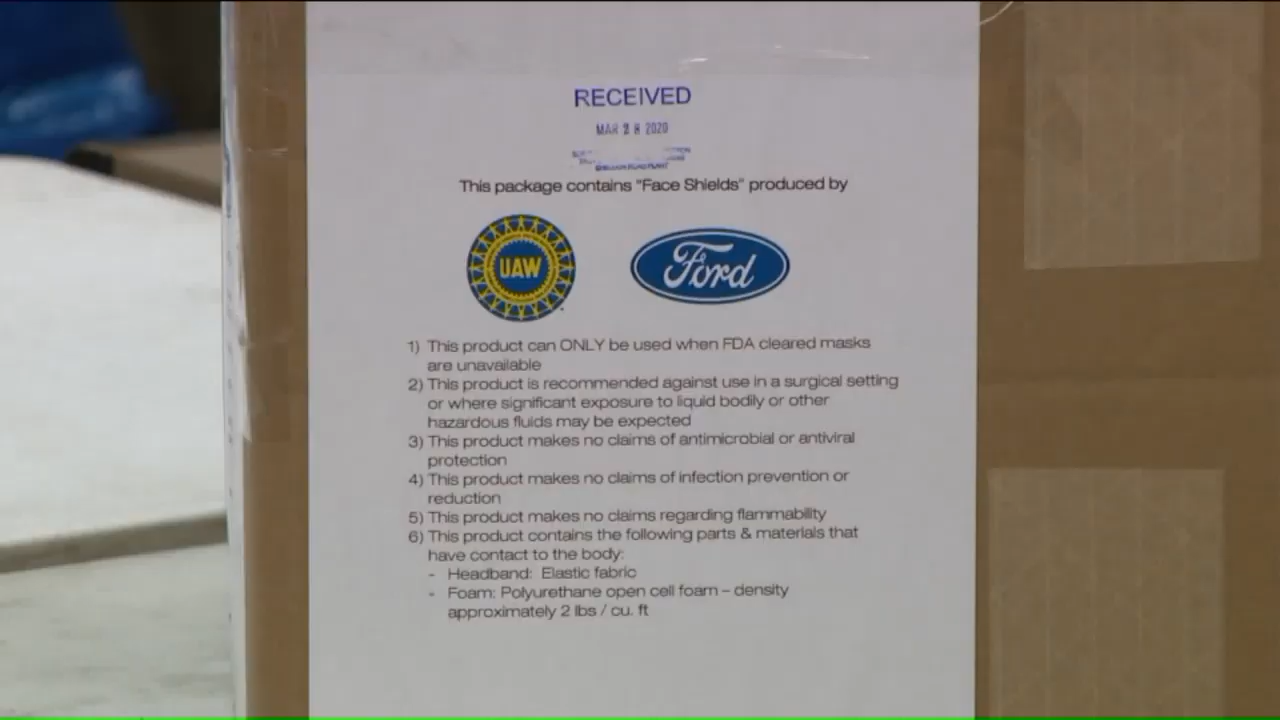 RECEIVED
MAR 28 2020
This package contains "Face Shields" produced by
UAW
Ford
1) This product can ONLY be used when FDA cleared masks
are unavailable
2) This product is recommended against use in a surgical setting
or where significant exposure to liquid bodily or other
hazardous fluids may be expected
3) This product makes no claims of antimicrobial or antiviral
protection
4) This product makes no claims of infection prevention or
reduction
5) This product makes no claims regarding flammability
6) This product contains the following parts & materials that
have contact to the body:
- Headband: Elastic fabric
- Foam: Polyurethane open cell foam – density
approximately 2 lbs / cu. ft